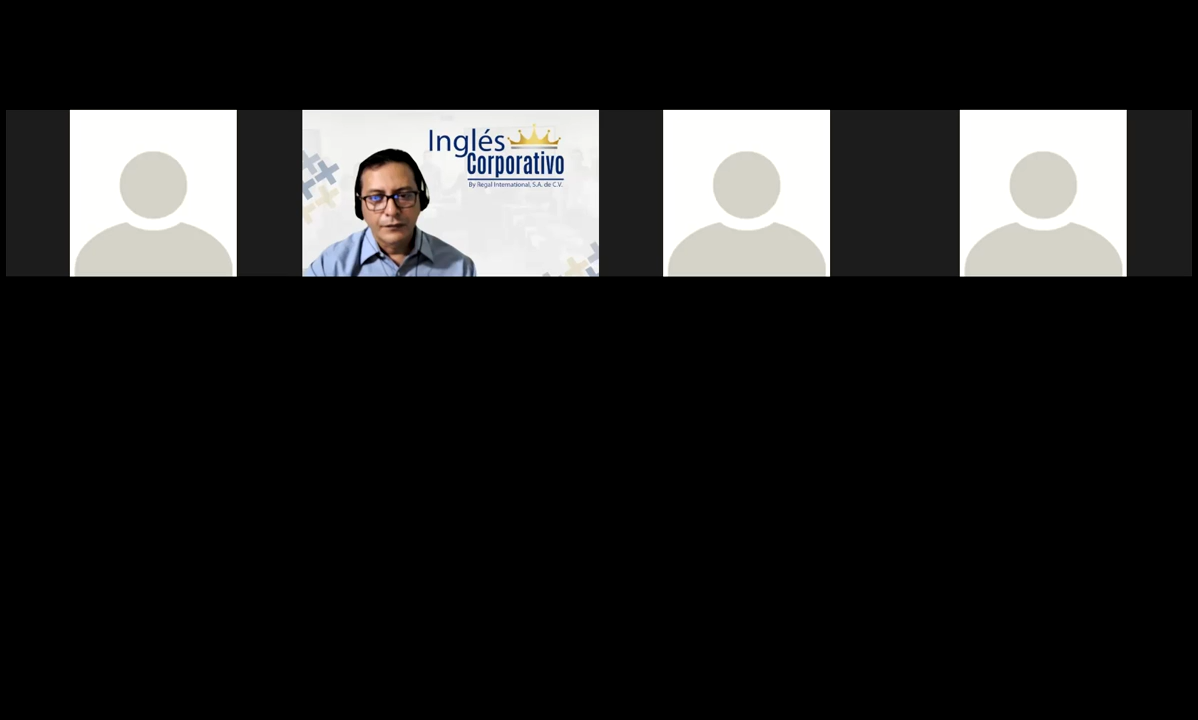 Inglés
Corporativo
By Regal International, S.A. de C.V.